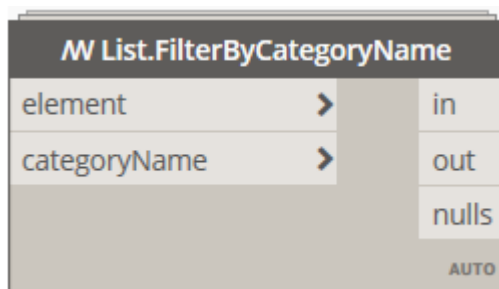 /W List.FilterByCategoryName
element
in
categoryName
out
nulls
AUTO